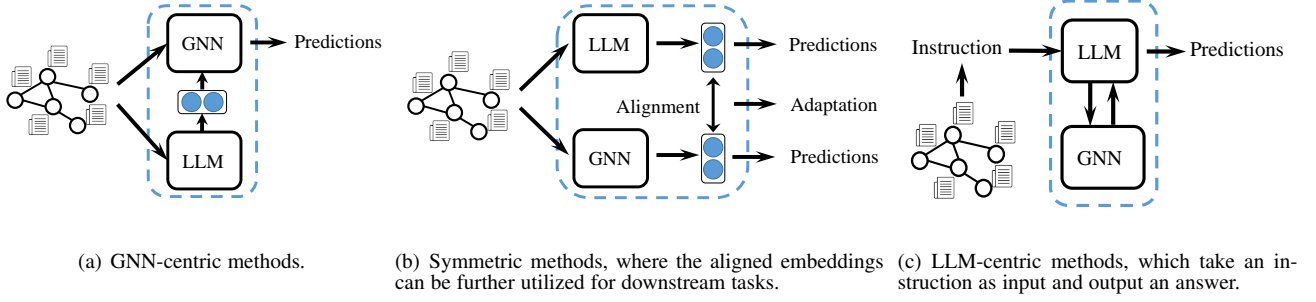 GNN
Predictions
LLM
(a) GNN-centric methods.
LLM
Predictions
Alignment
Adaptation
GNN
Predictions
(b) Symmetric methods, where the aligned embeddings
can be further utilized for downstream tasks.
Instruction
LLM
Predictions
GNN
(c) LLM-centric methods, which take an in-
struction as input and output an answer.